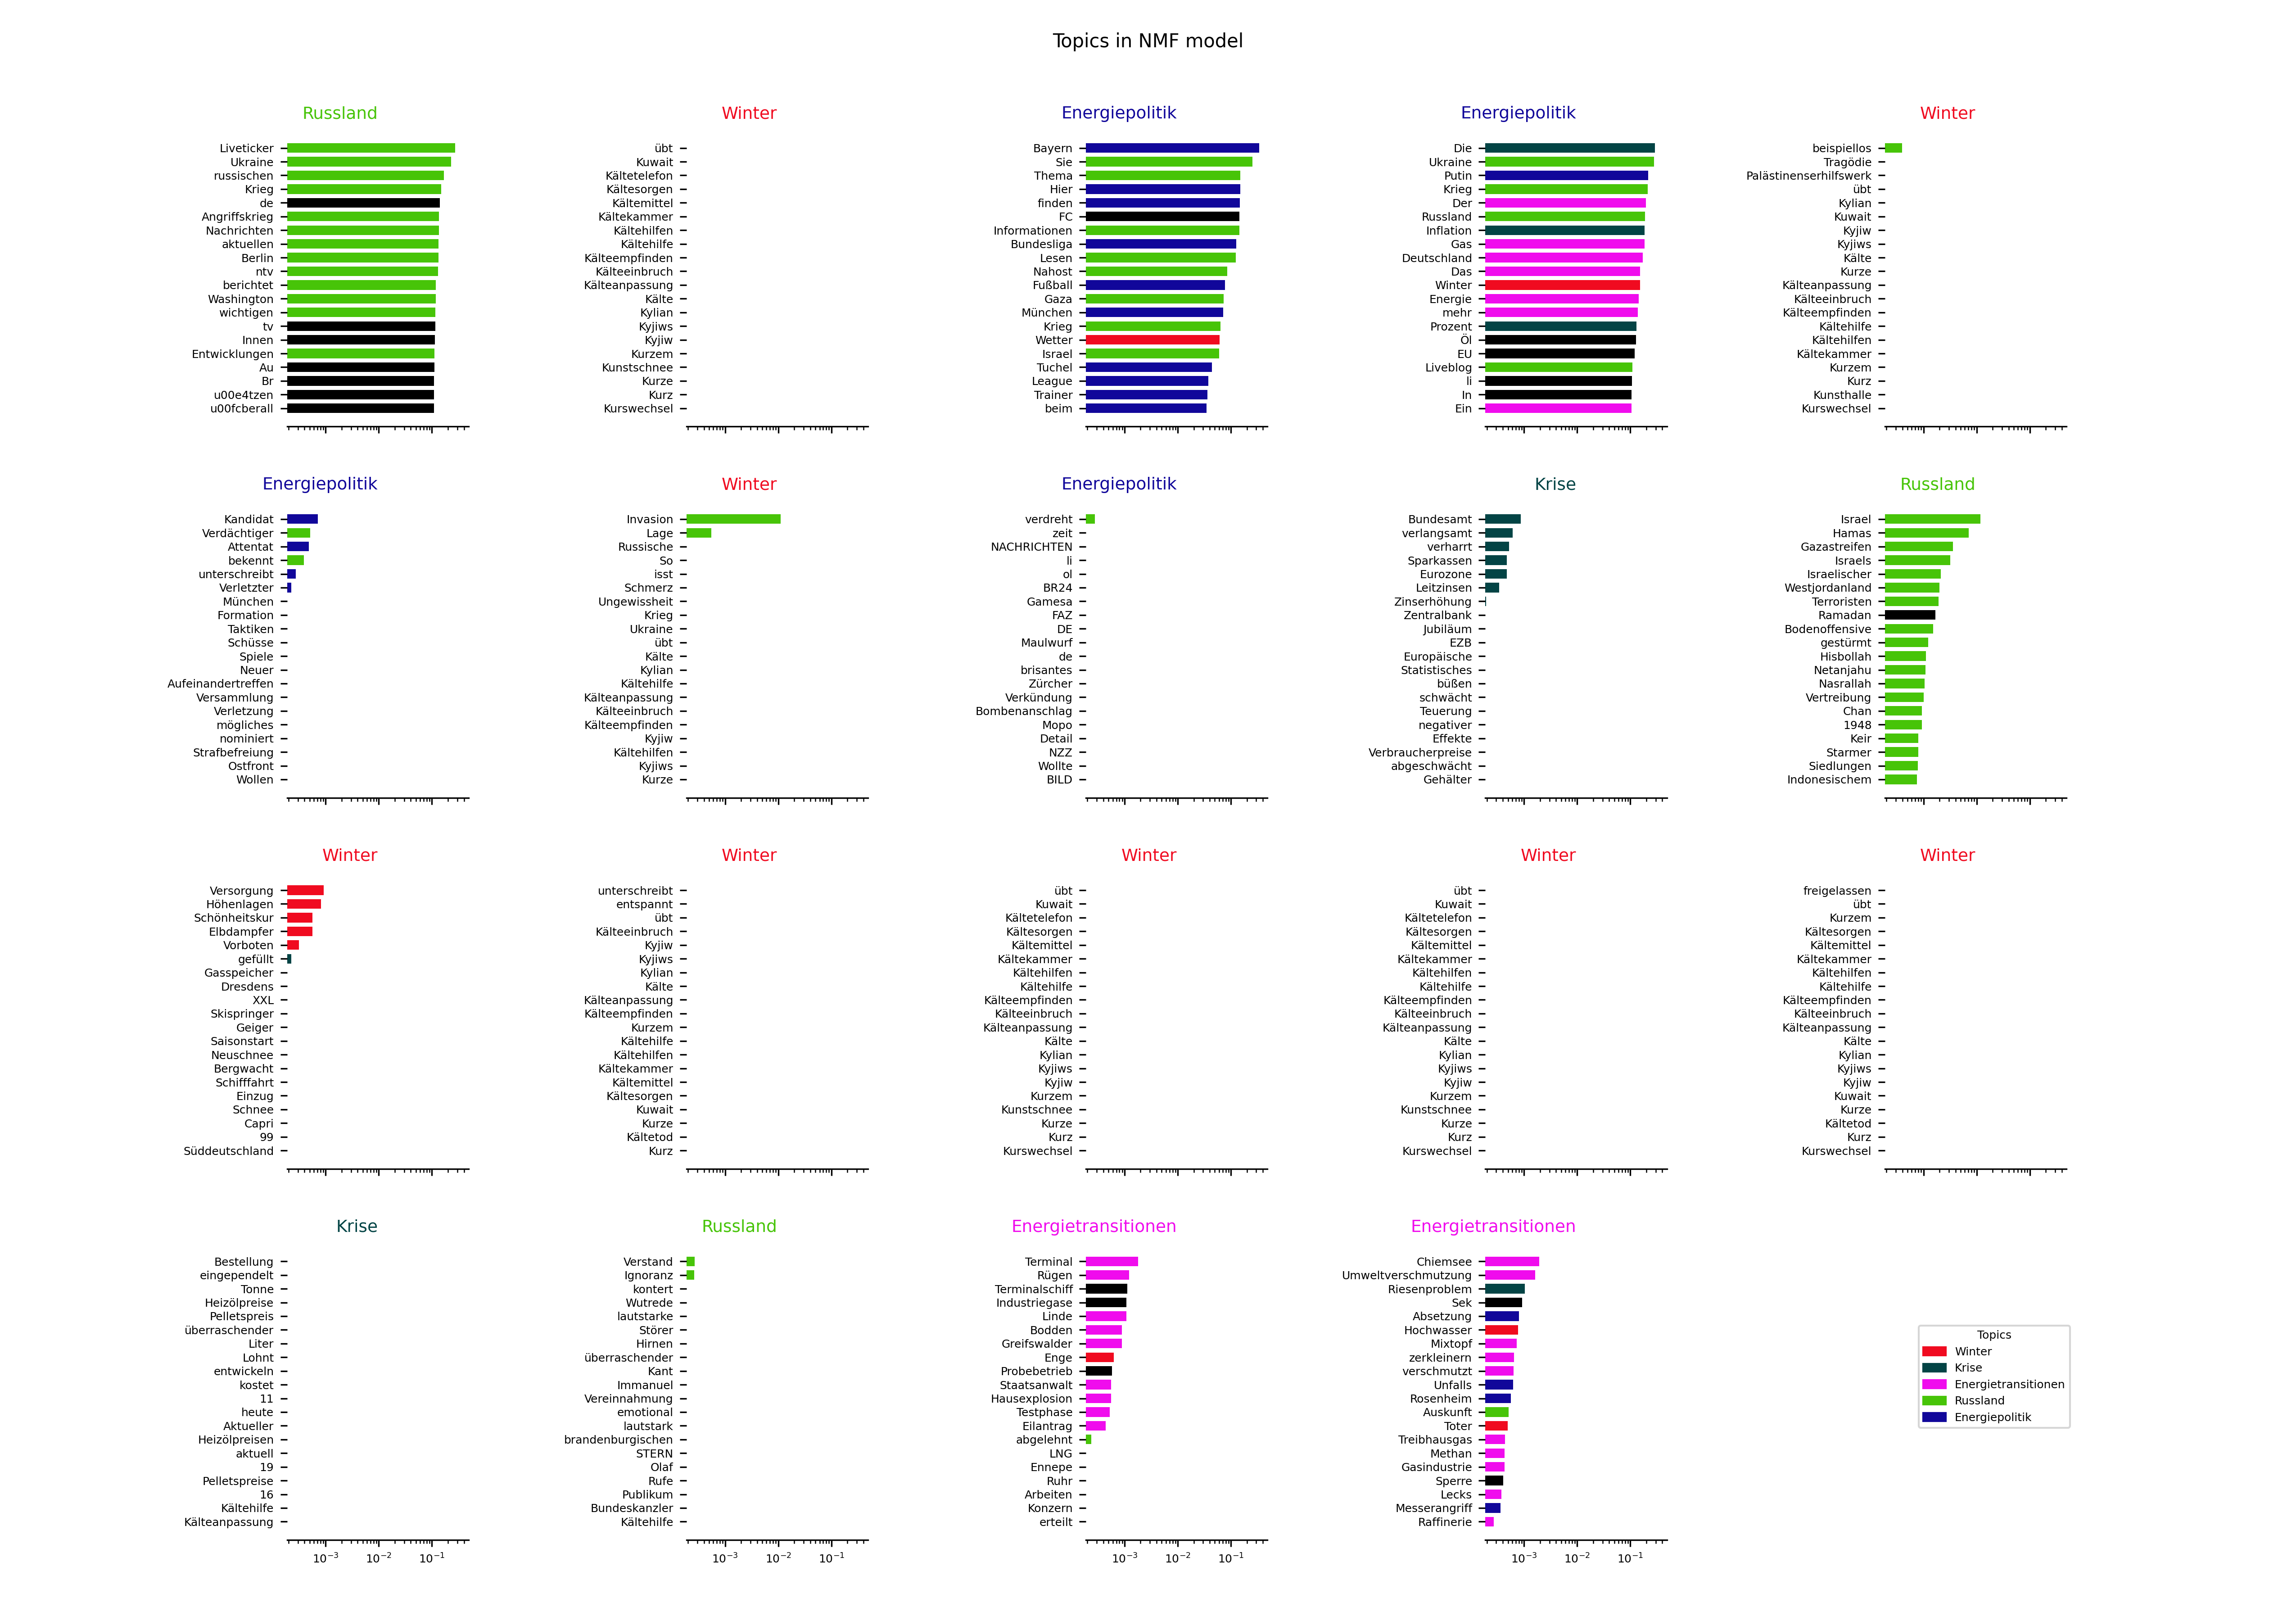 Topics in NMF model
Russland
Liveticker
Ukraine
russischen
Krieg
de
Angriffskrieg
Nachrichten
aktuellen
Berlin
ntv
berichtet
Washington
wichtigen
tv
Innen
Entwicklungen
Au
Br
u00e4tzen
u00fcberall
Winter
übt
Kuwait
Kältetelefon
Kältesorgen
Kältemittel
Kältekammer
Kältehilfen
Kältehilfe
Kälteempfinden
Kälteeinbruch
Kälteanpassung
Kälte
Kylian
Kyjiws
Kyjiw
Kurzem
Kunstschnee
Kurze
Kurz
Kurswechsel
Energiepolitik
Bayern
Sie
Thema
Hier
finden
FC
Informationen
Bundesliga
Lesen
Nahost
Fußball
Gaza
München
Krieg
Wetter
Israel
Tuchel
League
Trainer
beim
Energiepolitik
Die
Ukraine
Putin
Krieg
Der
Russland
Inflation
Gas
Deutschland
Das
Winter
Energie
mehr
Prozent
Öl
EU
Liveblog
li
In
Ein
Winter
beispiellos
Tragödie
Palästinenserhilfswerk
übt
Kylian
Kuwait
Kyjiw
Kyjiws
Kälte
Kurze
Kälteanpassung
Kälteeinbruch
Kälteempfinden
Kältehilfe
Kältehilfen
Kältekammer
Kurzem
Kurz
Kunsthalle
Kurswechsel
Energiepolitik
Kandidat
Verdächtiger
Attentat
bekennt
unterschreibt
Verletzter
München
Formation
Taktiken
Schüsse
Spiele
Neuer
Aufeinandertreffen
Versammlung
Verletzung
mögliches
nominiert
Strafbefreiung
Ostfront
Wollen
Winter
Invasion
Lage
Russische
So
isst
Schmerz
Ungewissheit
Krieg
Ukraine
übt
Kälte
Kylian
Kältehilfe
Kälteanpassung
Kälteeinbruch
Kälteempfinden
Kyjiw
Kältehilfen
Kyjiws
Kurze
Energiepolitik
verdreht
zeit
NACHRICHTEN
li
ol
BR24
Gamesa
FAZ
DE
Maulwurf
de
brisantes
Zürcher
Verkündung
Bombenanschlag
Mopo
Detail
NZZ
Wollte
BILD
Krise
Bundesamt
verlangsamt
verharrt
Sparkassen
Eurozone
Leitzinsen
Zinserhöhung
Zentralbank
Jubiläum
EZB
Europäische
Statistisches
büßen
schwächt
Teuerung
negativer
Effekte
Verbraucherpreise
abgeschwächt
Gehälter
Russland
Israel
Hamas
Gazastreifen
Israels
Israelischer
Westjordanland
Terroristen
Ramadan
Bodenoffensive
gestürmt
Hisbollah
Netanjahu
Nasrallah
Vertreibung
Chan
1948
Keir
Starmer
Siedlungen
Indonesischem
Winter
Versorgung
Höhenlagen
Schönheitskur
Elbdampfer
Vorboten
gefüllt
Gasspeicher
Dresdens
XXL
Skispringer
Geiger
Saisonstart
Neuschnee
Bergwacht
Schifffahrt
Einzug
Schnee
Capri
99
Süddeutschland
Winter
unterschreibt
entspannt
übt
Kälteeinbruch
Kyjiw
Kyjiws
Kylian
Kälte
Kälteanpassung
Kälteempfinden
Kurzem
Kältehilfe
Kältehilfen
Kältekammer
Kältemittel
Kältesorgen
Kuwait
Kurze
Kältetod
Kurz
Winter
übt
Kuwait
Kältetelefon
Kältesorgen
Kältemittel
Kältekammer
Kältehilfen
Kältehilfe
Kälteempfinden
Kälteeinbruch
Kälteanpassung
Kälte
Kylian
Kyjiws
Kyjiw
Kurzem
Kunstschnee
Kurze
Kurz
Kurswechsel
Winter
übt
Kuwait
Kältetelefon
Kältesorgen
Kältemittel
Kältekammer
Kältehilfen
Kältehilfe
Kälteempfinden
Kälteeinbruch
Kälteanpassung
Kälte
Kylian
Kyjiws
Kyjiw
Kurzem
Kunstschnee
Kurze
Kurz
Kurswechsel
Winter
freigelassen
übt
Kurzem
Kältesorgen
Kältemittel
Kältekammer
Kältehilfen
Kältehilfe
Kälteempfinden
Kälteeinbruch
Kälteanpassung
Kälte
Kylian
Kyjiws
Kyjiw
Kuwait
Kurze
Kältetod
Kurz
Kurswechsel
Krise
Bestellung
eingependelt
Tonne
Heizölpreise
Pelletspreis
überraschender
Liter
Lohnt
entwickeln
kostet
11
heute
Aktueller
Heizölpreisen
aktuell
19
Pelletspreise
16
Kältehilfe
Kälteanpassung
10⁻³ 10⁻² 10⁻¹
Russland
Verstand
Ignoranz
kontert
Wutrede
lautstarke
Störer
Hirnen
überraschender
Kant
Immanuel
Vereinnahmung
emotional
lautstark
brandenburgischen
STERN
Olaf
Rufe
Publikum
Bundeskanzler
Kältehilfe
10⁻³ 10⁻² 10⁻¹
Energietransitionen
Terminal
Rügen
Terminalschiff
Industriegase
Linde
Bodden
Greifswalder
Enge
Probebetrieb
Staatsanwalt
Hausexplosion
Testphase
Eilantrag
abgelehnt
LNG
Ennepe
Ruhr
Arbeiten
Konzern
erteilt
10⁻³ 10⁻² 10⁻¹
Energietransitionen
Chiemsee
Umweltverschmutzung
Riesenproblem
Sek
Absetzung
Hochwasser
Mixtopf
zerkleinern
verschmutzt
Unfalls
Rosenheim
Auskunft
Toter
Treibhausgas
Methan
Gasindustrie
Sperre
Lecks
Messerangriff
Raffinerie
10⁻³ 10⁻² 10⁻¹
Topics
Winter
Krise
Energietransitionen
Russland
Energiepolitik